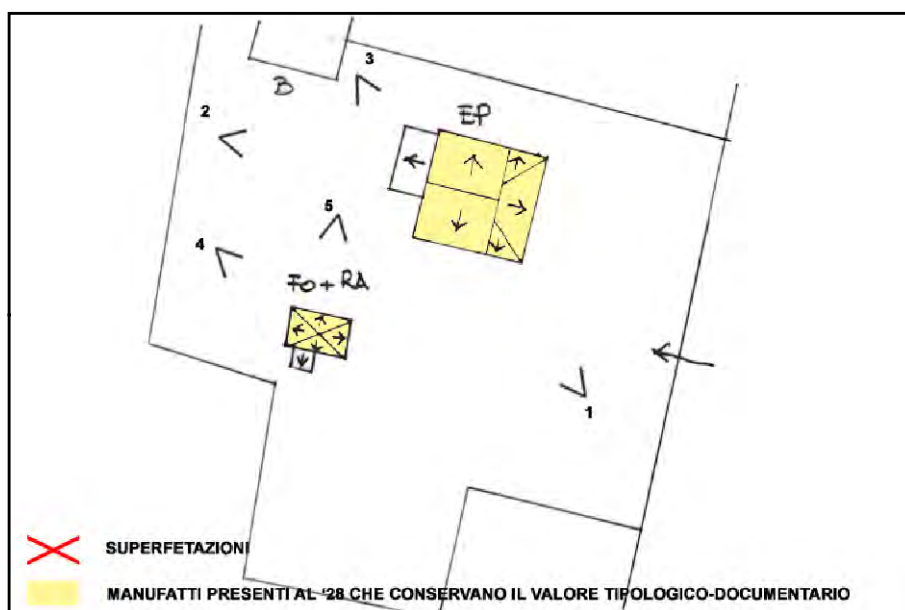 3
B
2
EP
5
4
FO + RA
1
SUPERFETAZIONI
MANUFATTI PRESENTI AL '28 CHE CONSERVANO IL VALORE TIPOLOGICO-DOCUMENTARIO